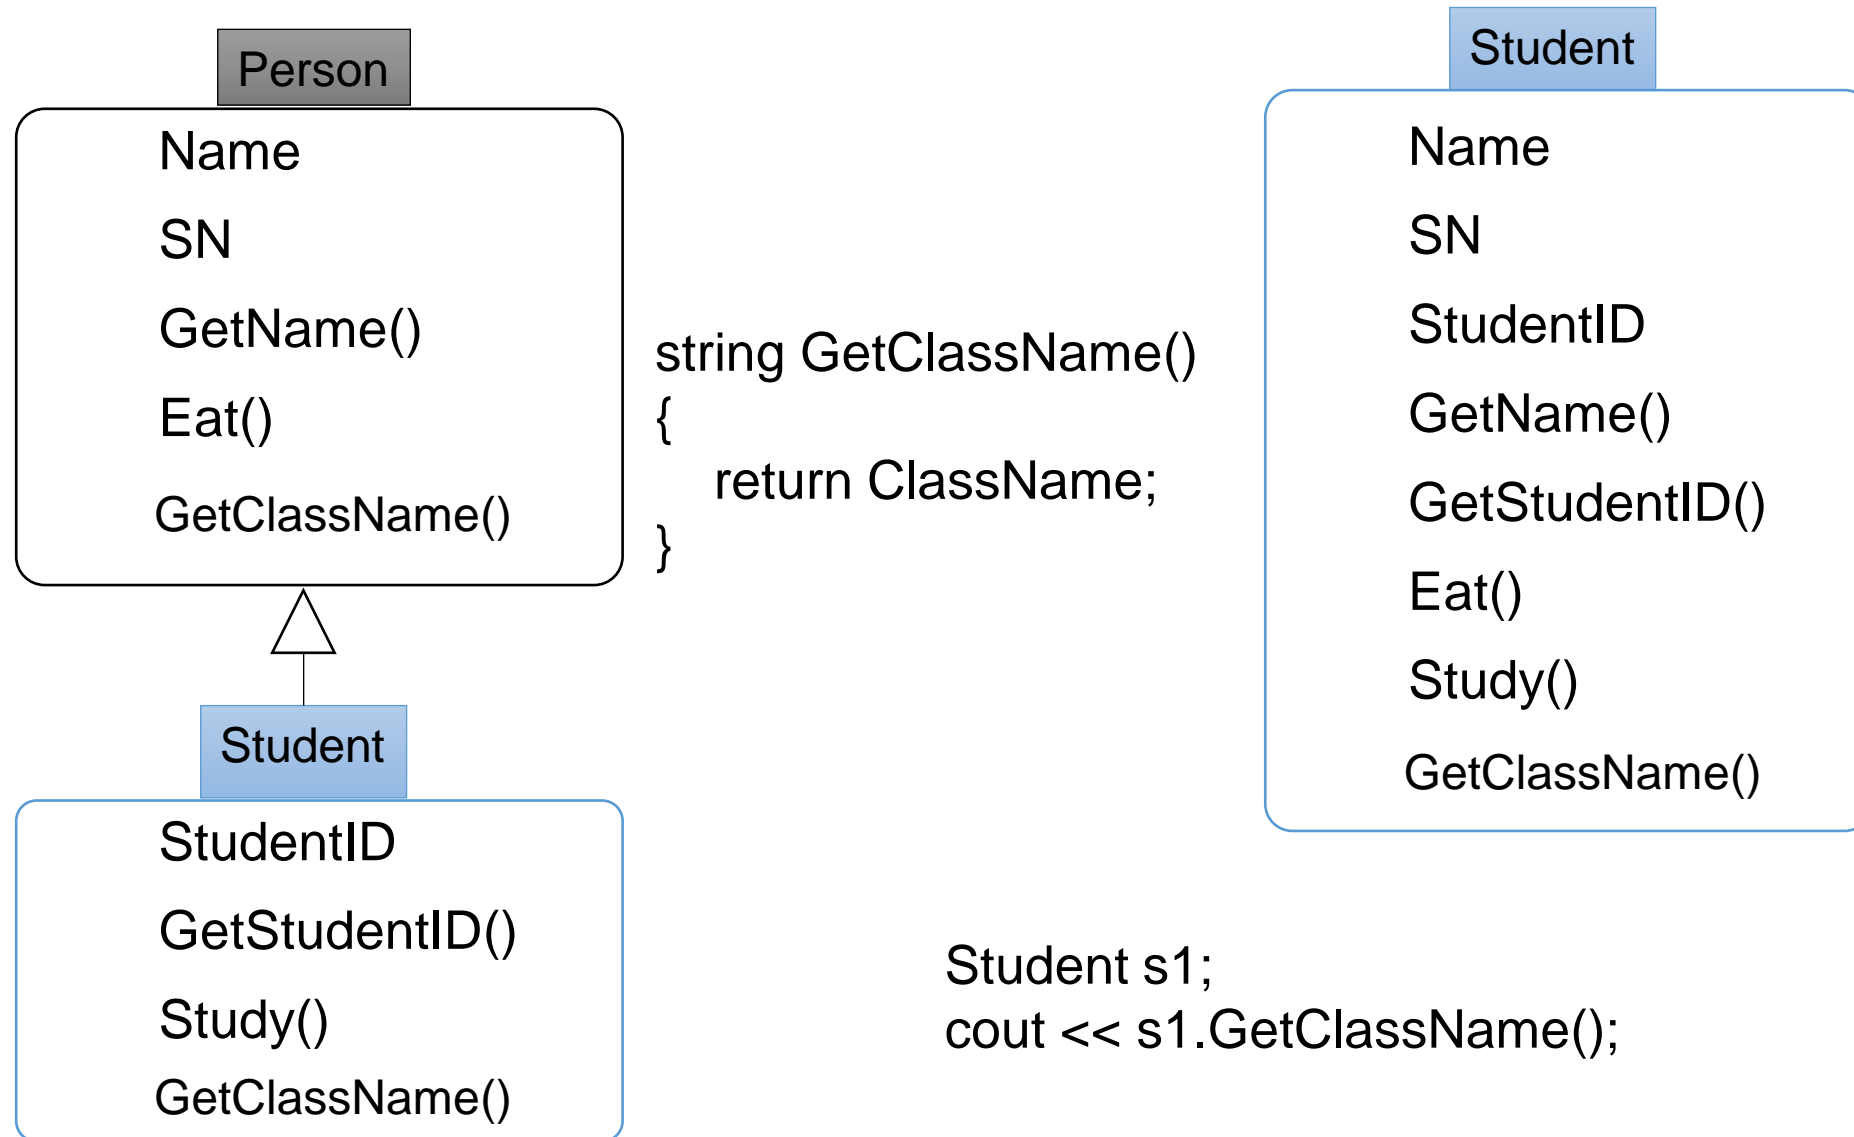 Person
Name
SN
GetName()
Eat()
GetClassName()
Student
StudentID
GetStudentID()
Study()
GetClassName()
string GetClassName()
{
return ClassName;
}
Student
Name
SN
StudentID
GetName()
GetStudentID()
Eat()
Study()
GetClassName()
Student s1;
cout << s1.GetClassName();